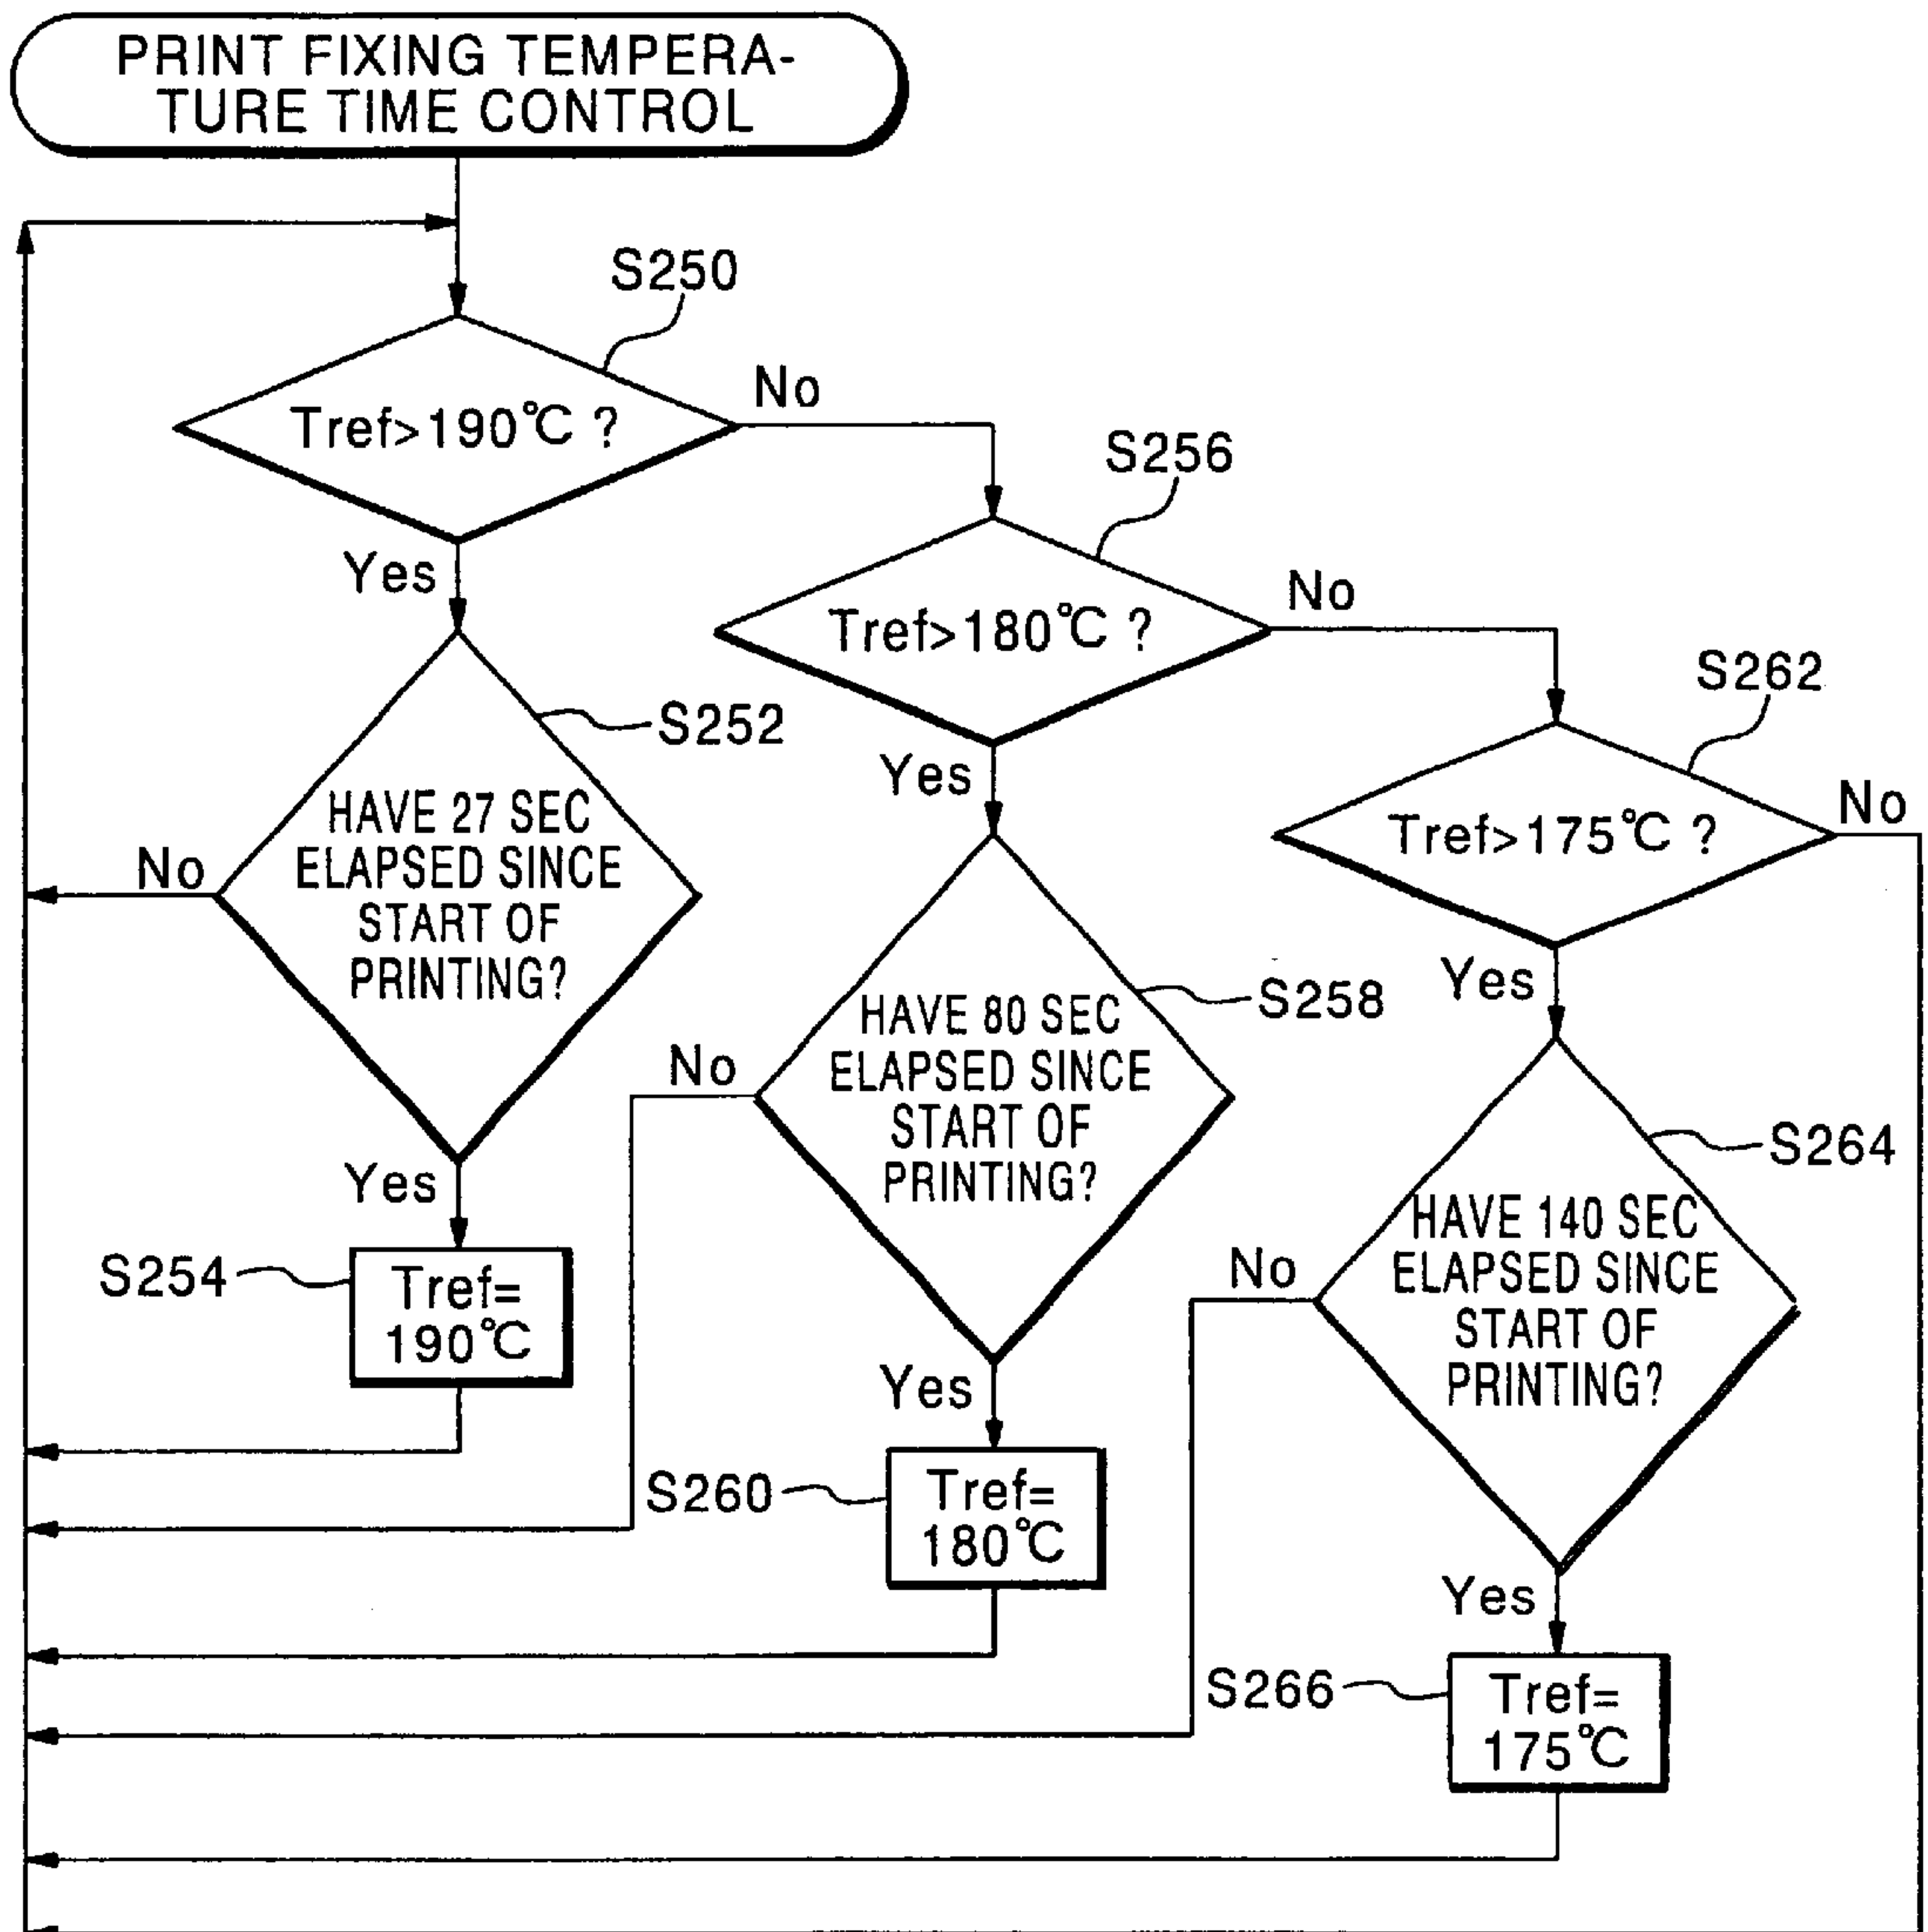 PRINT FIXING TEMPERA-
TURE TIME CONTROL
S250
Tref>190℃ ?
No
Yes
S256
Tref>180℃ ?
No
Yes
S262
Tref>175℃ ?
No
Yes
S252
HAVE 27 SEC
ELAPSED SINCE
START OF
PRINTING?
No
Yes
S258
HAVE 80 SEC
ELAPSED SINCE
START OF
PRINTING?
No
Yes
S264
HAVE 140 SEC
ELAPSED SINCE
START OF
PRINTING?
No
Yes
S254
Tref=
190℃
S260
Tref=
180℃
S266
Tref=
175℃